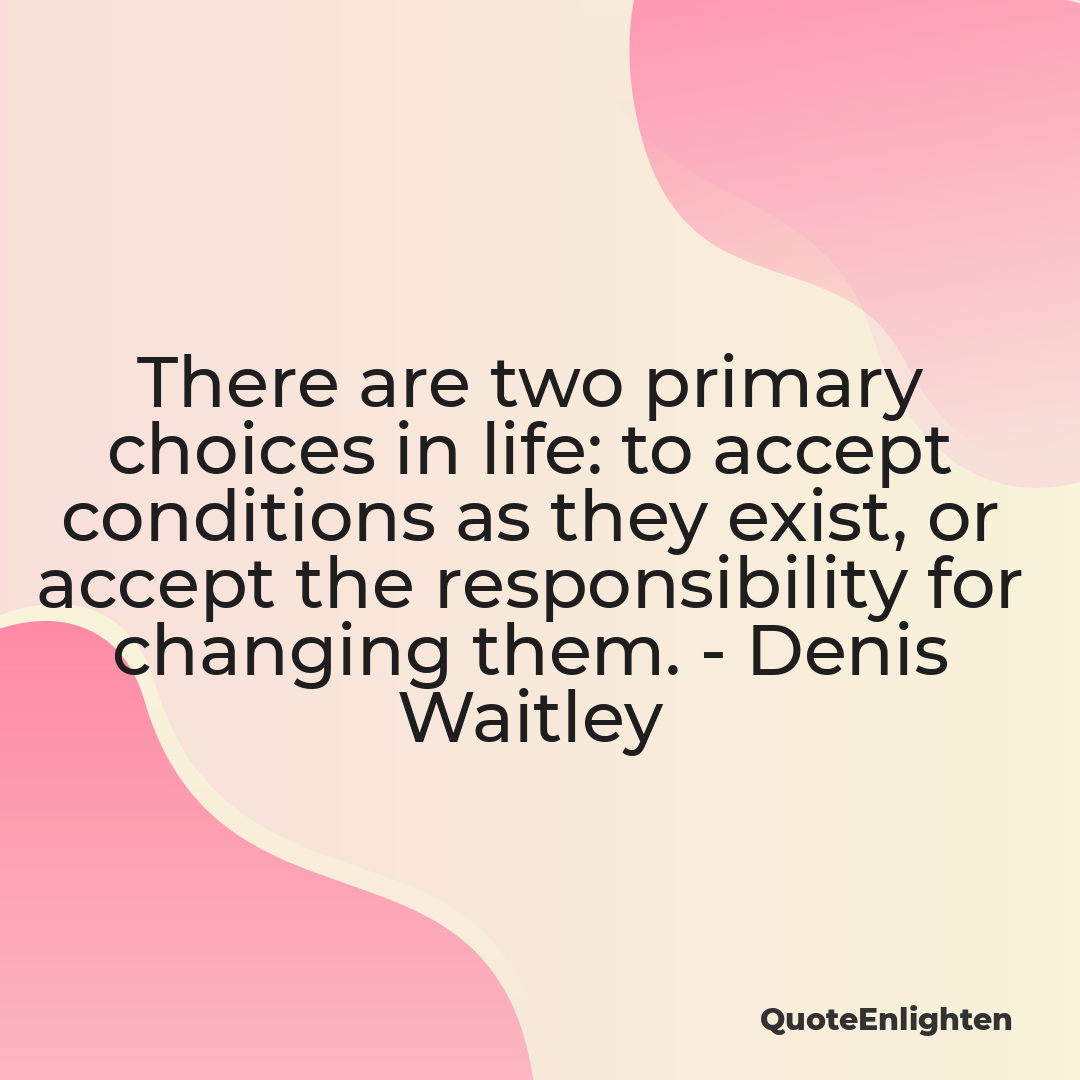 There are two primary
choices in life: to accept
conditions as they exist, or
accept the responsibility for
changing them. - Denis
Waitley
QuoteEnlighten